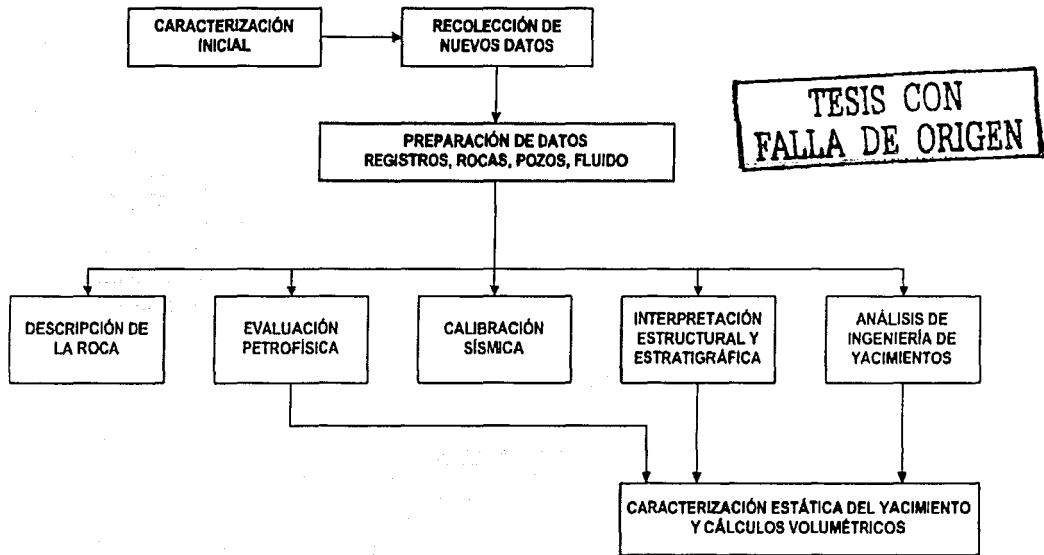 CARACTERIZACIÓN
INICIAL
RECOLECCIÓN DE
NUEVOS DATOS
TESIS CON
FALLA DE ORIGEN
PREPARACIÓN DE DATOS
REGISTROS, ROCAS, POZOS, FLUIDO
DESCRIPCIÓN DE
LA ROCA
EVALUACIÓN
PETROFÍSICA
CALIBRACIÓN
SÍSMICA
INTERPRETACIÓN
ESTRUCTURAL Y
ESTRATIGRÁFICA
ANÁLISIS DE
INGENIERÍA DE
YACIMIENTOS
CARACTERIZACIÓN ESTÁTICA DEL YACIMIENTO
Y CÁLCULOS VOLUMÉTRICOS